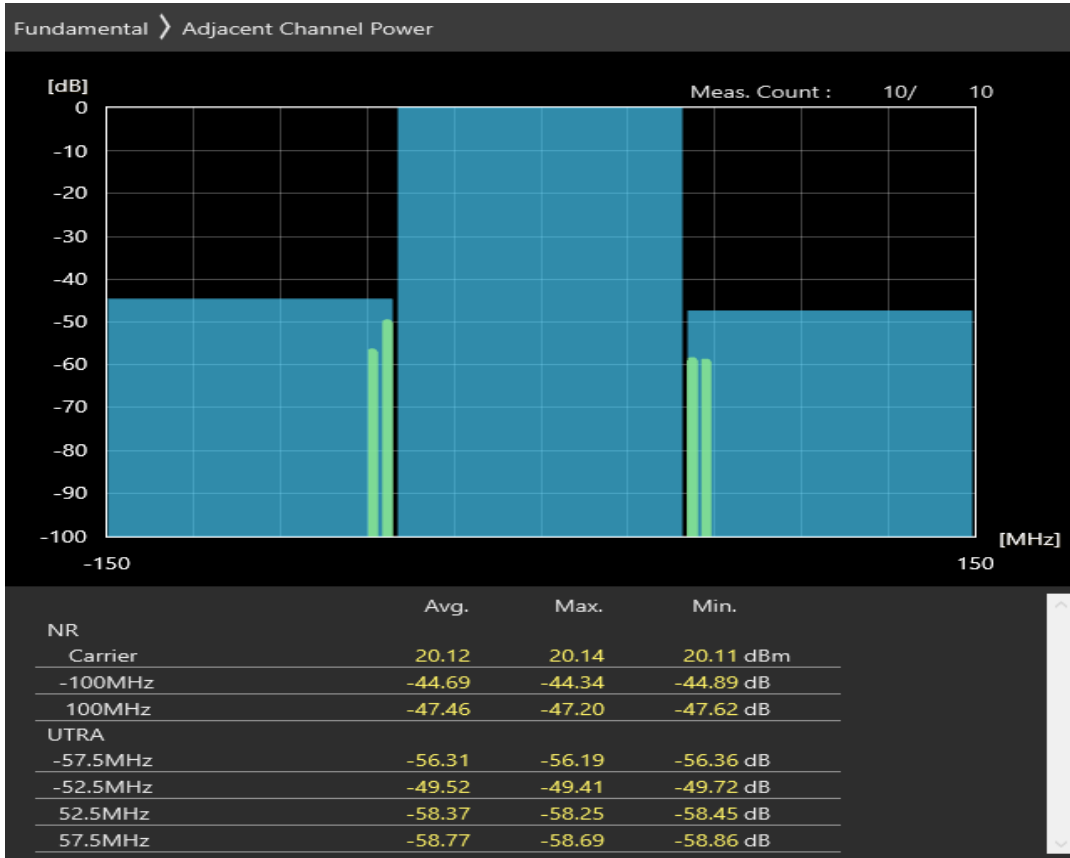 Fundamental 〉 Adjacent Channel Power
[dB]
Meas. Count : 10/ 10
0
-10
-20
-30
-40
-50
-60
-70
-80
-90
-100
[MHz]
-150 150
Avg. Max. Min.
NR
Carrier 20.12 20.14 20.11 dBm
-100MHz -44.69 -44.34 -44.89 dB
100MHz -47.46 -47.20 -47.62 dB
UTRA
-57.5MHz -56.31 -56.19 -56.36 dB
-52.5MHz -49.52 -49.41 -49.72 dB
52.5MHz -58.37 -58.25 -58.45 dB
57.5MHz -58.77 -58.69 -58.86 dB